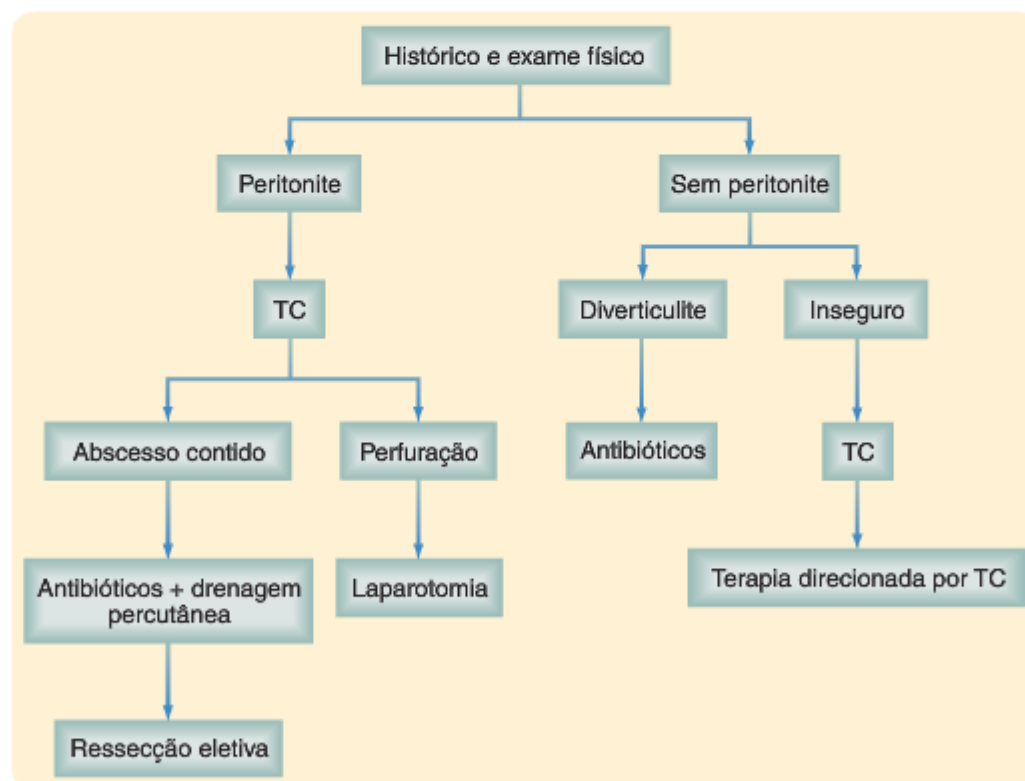 Histórico e exame físico
Peritonite
Sem peritonite
TC
Diverticulite
Inseguro
Abscesso contido
Perfuração
Antibióticos
TC
Antibióticos + drenagem
percutânea
Laparotomia
Terapia direcionada por TC
Ressecção eletiva